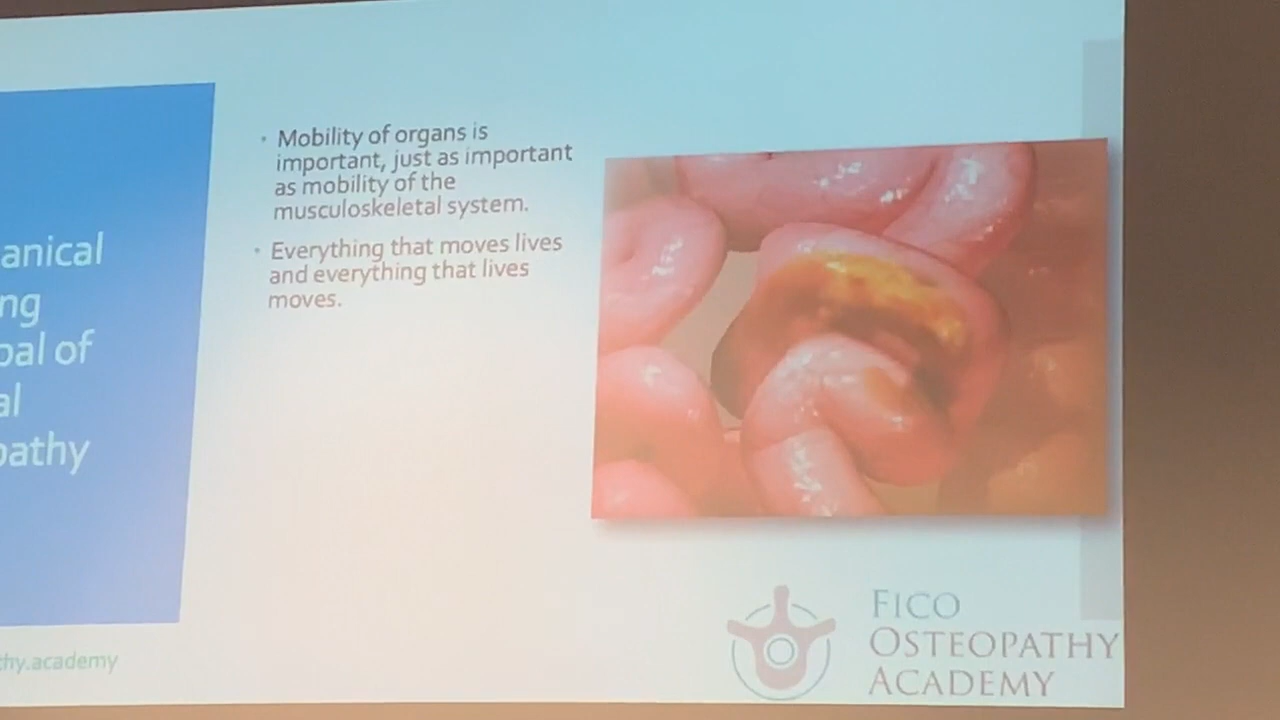 anical
ng
oal of
al
pathy
• Mobility of organs is
important, just as important
as mobility of the
musculoskeletal system.
• Everything that moves lives
and everything that lives
moves.
thy.academy
FICO
OSTEOPATHY
ACADEMY